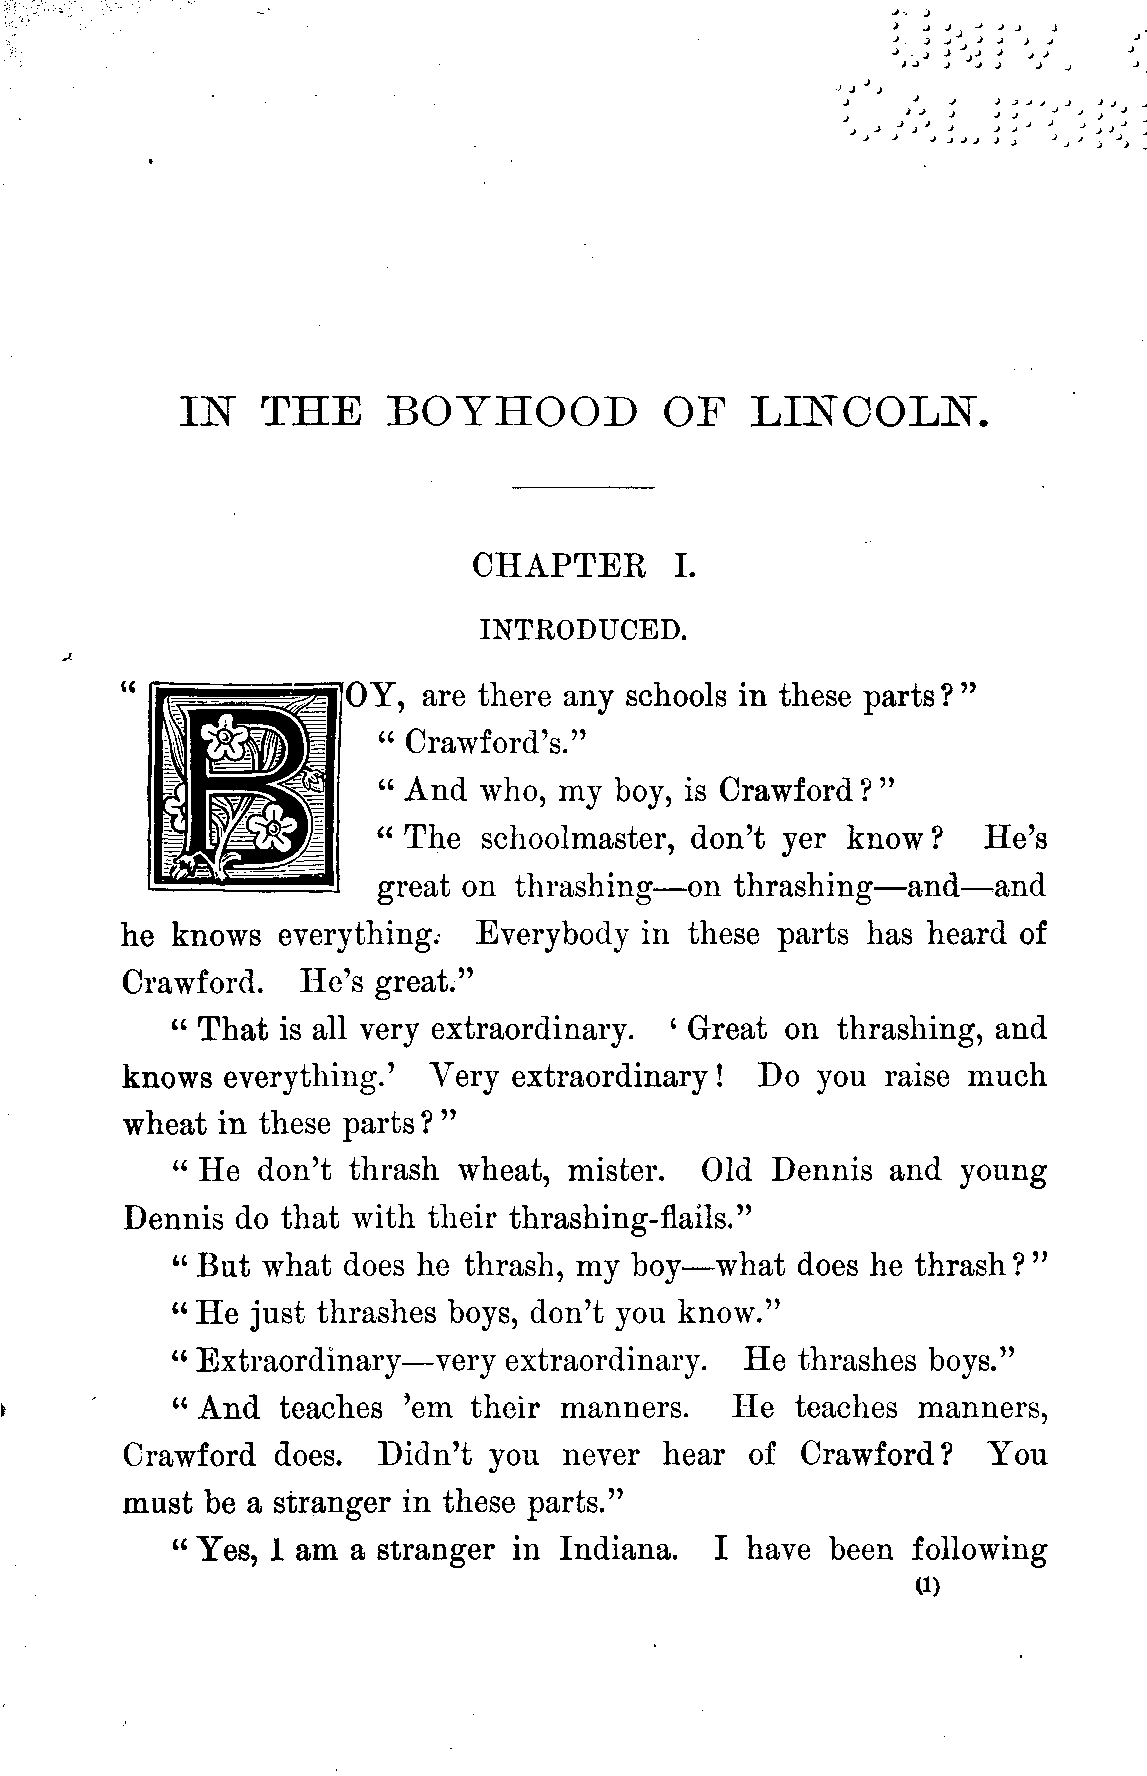 UNIV.
CALIFOR
IN THE BOYHOOD OF LINCOLN.
CHAPTER I.
INTRODUCED.
“BOY, are there any schools in these parts?”
“Crawford’s.”
“And who, my boy, is Crawford?”
“The schoolmaster, don’t yer know? He’s
great on thrashing—on thrashing—and—and
he knows everything. Everybody in these parts has heard of
Crawford. He’s great.”
“That is all very extraordinary. ‘Great on thrashing, and
knows everything.’ Very extraordinary! Do you raise much
wheat in these parts?”
“He don’t thrash wheat, mister. Old Dennis and young
Dennis do that with their thrashing-flails.”
“But what does he thrash, my boy—what does he thrash?”
“He just thrashes boys, don’t you know.”
“Extraordinary—very extraordinary. He thrashes boys.”
“And teaches ’em their manners. He teaches manners,
Crawford does. Didn’t you never hear of Crawford? You
must be a stranger in these parts.”
“Yes, I am a stranger in Indiana. I have been following
(1)